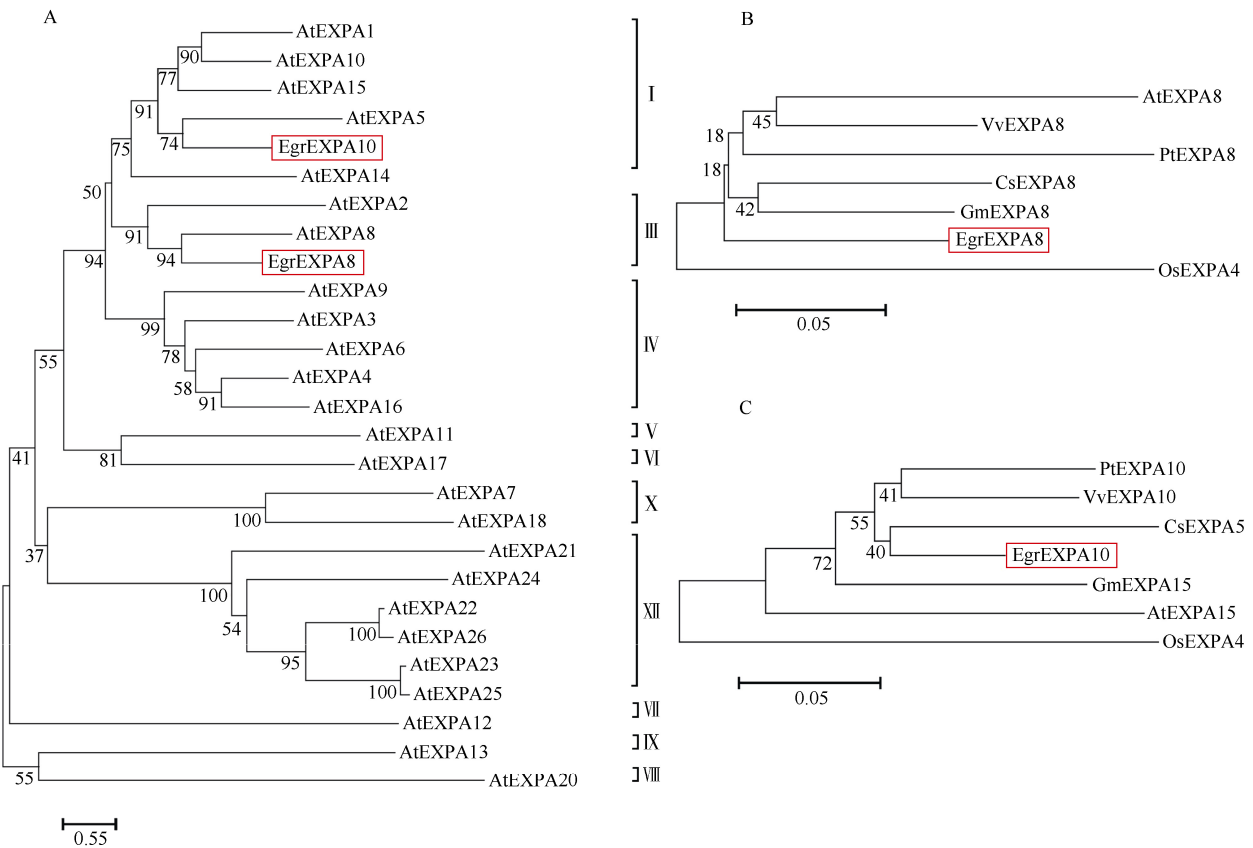 A
AtEXPA1
90
AtEXPA10
77
AtEXPA15
91
AtEXPA5
74
EgrEXPA10
75
AtEXPA14
50
AtEXPA2
91
AtEXPA8
94
EgrEXPA8
94
AtEXPA9
99
AtEXPA3
78
AtEXPA6
58
AtEXPA4
91
AtEXPA16
55
AtEXPA11
81
AtEXPA17
41
AtEXPA7
100
AtEXPA18
37
AtEXPA21
100
AtEXPA24
54
AtEXPA22
100
AtEXPA26
95
AtEXPA23
100
AtEXPA25
AtEXPA12
AtEXPA13
55
AtEXPA20
0.55
Ⅰ
Ⅲ
Ⅳ
Ⅴ
Ⅵ
Ⅹ
Ⅻ
Ⅶ
Ⅸ
Ⅷ
B
AtEXPA8
45
VvEXPA8
18
PtEXPA8
18
CsEXPA8
42
GmEXPA8
EgrEXPA8
OsEXPA4
0.05
C
PtEXPA10
41
VvEXPA10
55
CsEXPA5
40
EgrEXPA10
72
GmEXPA15
AtEXPA15
OsEXPA4
0.05